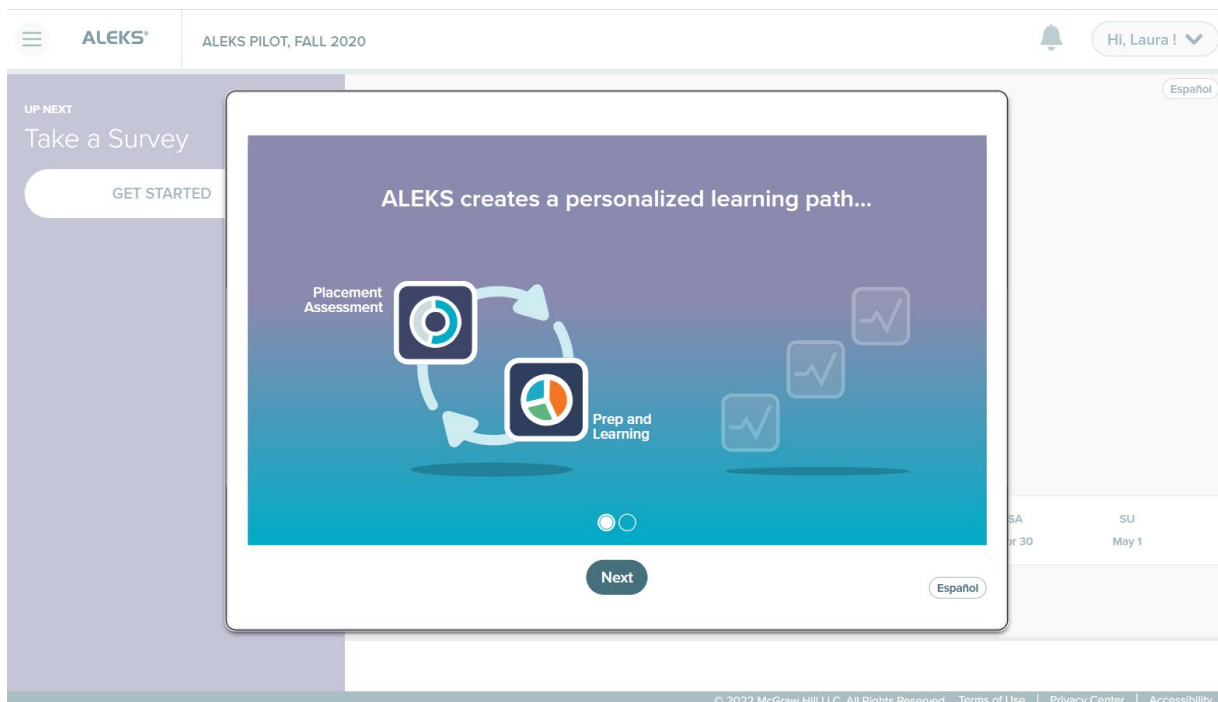 ALEKS®
ALEKS PILOT, FALL 2020
Hi, Laura !
Español
UP NEXT
Take a Survey
GET STARTED
ALEKS creates a personalized learning path...
Placement
Assessment
Prep and
Learning
Next
Español
SA
SU
30
May 1
© 2022 McGraw Hill LLC. All Rights Reserved. Terms of Use | Privacy Center | Accessibility